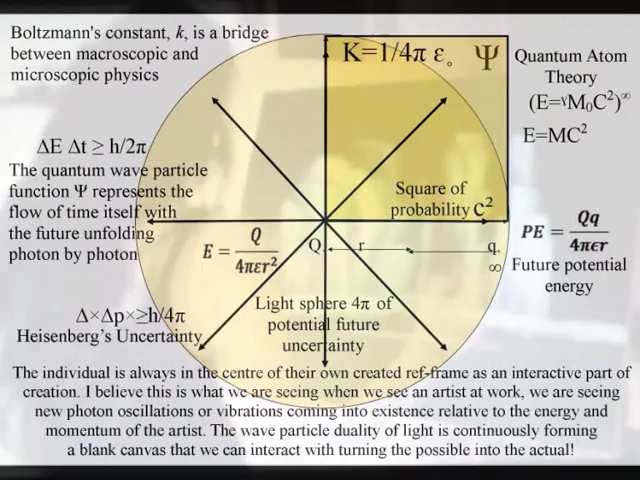 Boltzmann's constant, k, is a bridge
between macroscopic and
microscopic physics
K=1/4π ε。 Ψ
Quantum Atom
Theory
(E=ᵞM₀C²)^∞
E=MC²
ΔE Δt ≥ h/2π
The quantum wave particle
function Ψ represents the
flow of time itself with
the future unfolding
photon by photon
Square of
probability C²
E = Q / 4πεr²
Q r q.
∞
PE = Qq / 4πεr
Future potential
energy
Δ×Δp×≥h/4π
Heisenberg's Uncertainty
Light sphere 4π of
potential future
uncertainty
The individual is always in the centre of their own created ref-frame as an interactive part of
creation. I believe this is what we are seeing when we see an artist at work, we are seeing
new photon oscillations or vibrations coming into existence relative to the energy and
momentum of the artist. The wave particle duality of light is continuously forming
a blank canvas that we can interact with turning the possible into the actual!